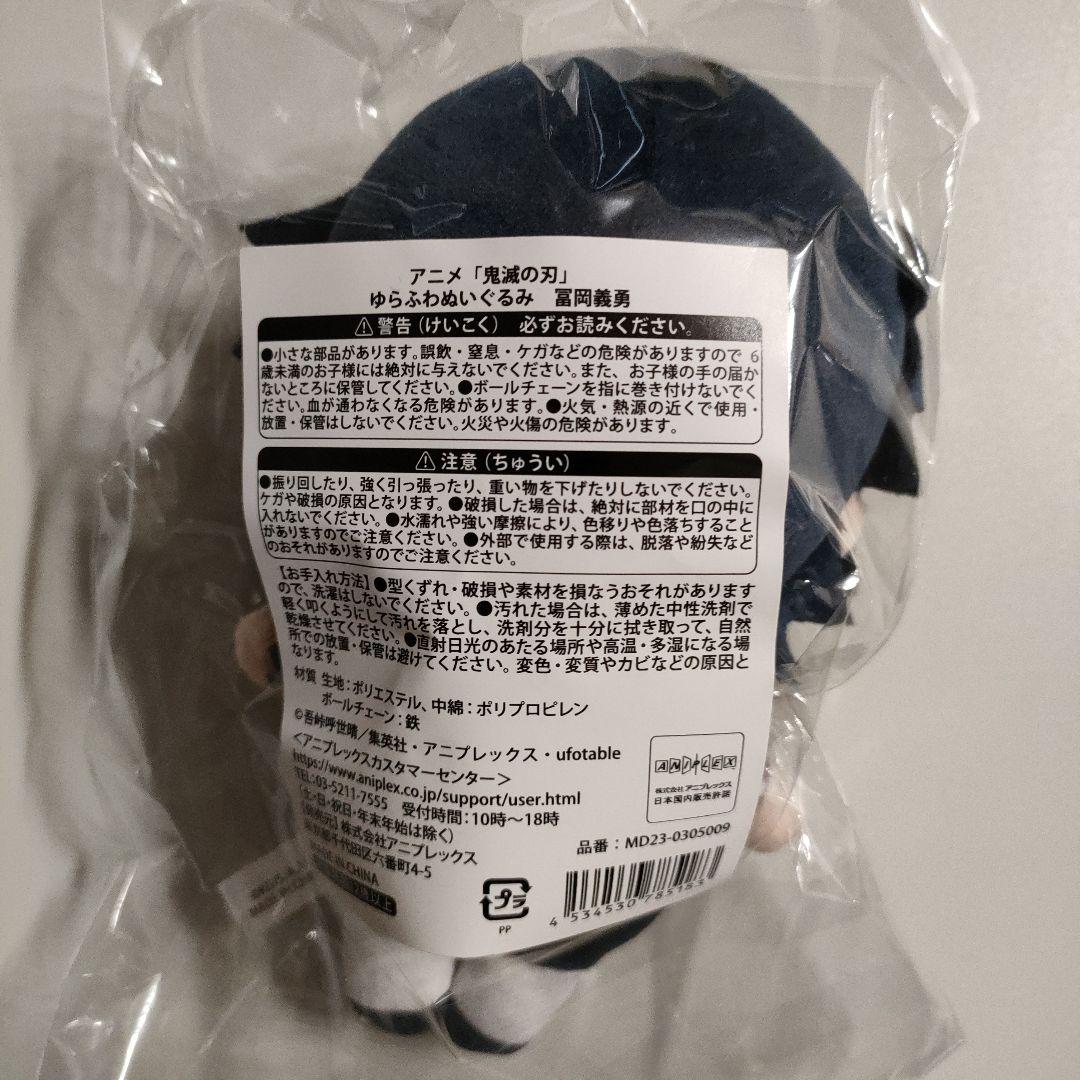 アニメ「鬼滅の刃」
ゆらふわぬいぐるみ　冨岡義勇
⚠警告（けいこく）　必ずお読みください。
●小さな部品があります。誤飲・窒息・ケガなどの危険がありますので 6
歳未満のお子様には絶対に与えないでください。また、お子様の手の届か
ないところに保管してください。●ボールチェーンを指に巻き付けないでく
ださい。血が通わなくなる危険があります。●火気・熱源の近くで使用・
放置・保管はしないでください。火災や火傷の危険があります。
⚠注意（ちゅうい）
●振り回したり、強く引っ張ったり、重い物を下げたりしないでください。
ケガや破損の原因となります。●破損した場合は、絶対に部材を口の中に
入れないでください。●水濡れや強い摩擦により、色移りや色落ちすること
がありますのでご注意ください。●外部で使用する際は、脱落や紛失など
のおそれがありますのでご注意ください。
【お手入れ方法】●型くずれ・破損や素材を損なうおそれがあります
ので、洗濯はしないでください。●汚れた場合は、薄めた中性洗剤で
軽く叩くようにして汚れを落とし、洗剤分を十分に拭き取って、自然
乾燥させてください。●直射日光のあたる場所や高温・多湿になる場
所での放置・保管は避けてください。変色・変質やカビなどの原因と
なります。
材質 生地：ポリエステル、中綿：ポリプロピレン
ボールチェーン：鉄
©吾峠呼世晴／集英社・アニプレックス・ufotable
＜アニプレックスカスタマーセンター＞
https://www.aniplex.co.jp/support/user.html
TEL:03-5211-7555　受付時間：10時～18時
（土・日・祝日・年末年始は除く）
株式会社アニプレックス
千代田区六番町4-5
IN CHINA
以上
ANIPLEX
株式会社アニプレックス
日本国内販売許諾
品番：MD23-0305009
プラ
PP
4 534530 785183